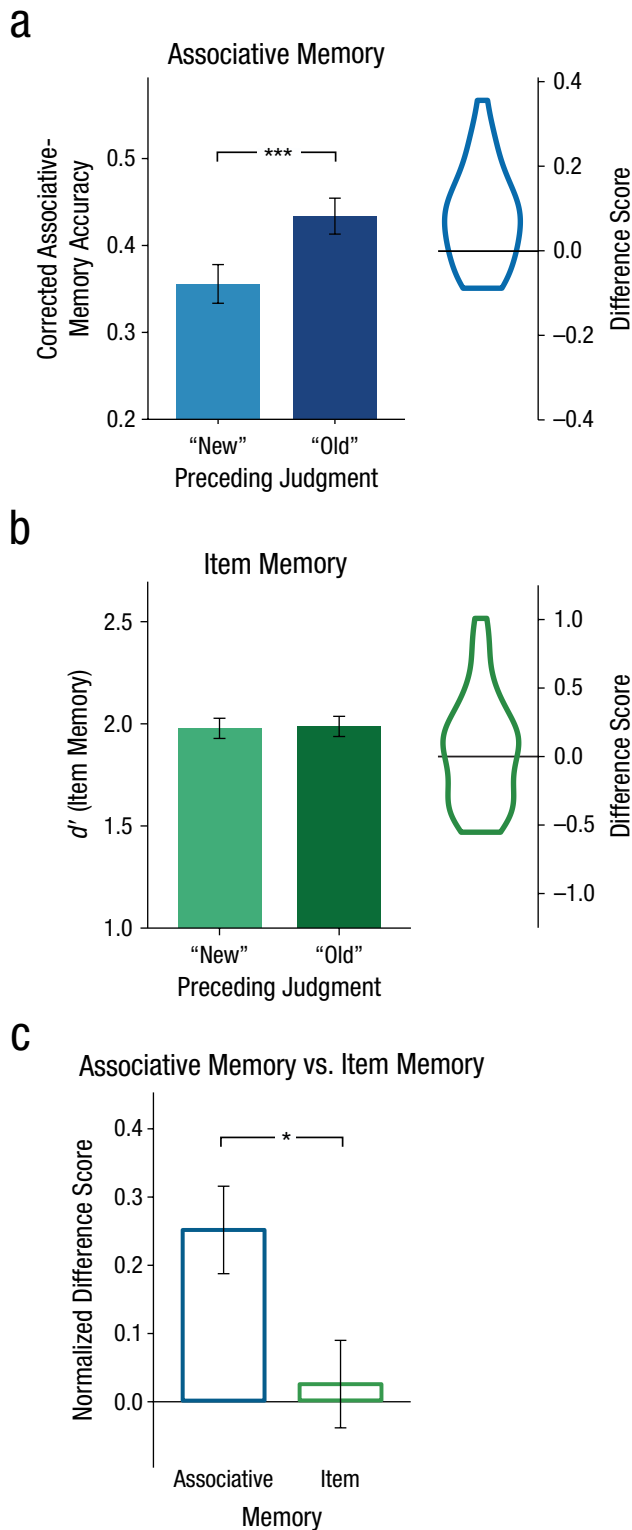 a
Associative Memory
Corrected Associative-
Memory Accuracy
0.5
0.4
0.3
0.2
***
“New”
“Old”
Preceding Judgment
0.4
0.2
0.0
–0.2
–0.4
Difference Score
b
Item Memory
d′ (Item Memory)
2.5
2.0
1.5
1.0
“New”
“Old”
Preceding Judgment
1.0
0.5
0.0
–0.5
–1.0
Difference Score
c
Associative Memory vs. Item Memory
Normalized Difference Score
0.4
0.3
0.2
0.1
0.0
*
Associative
Item
Memory